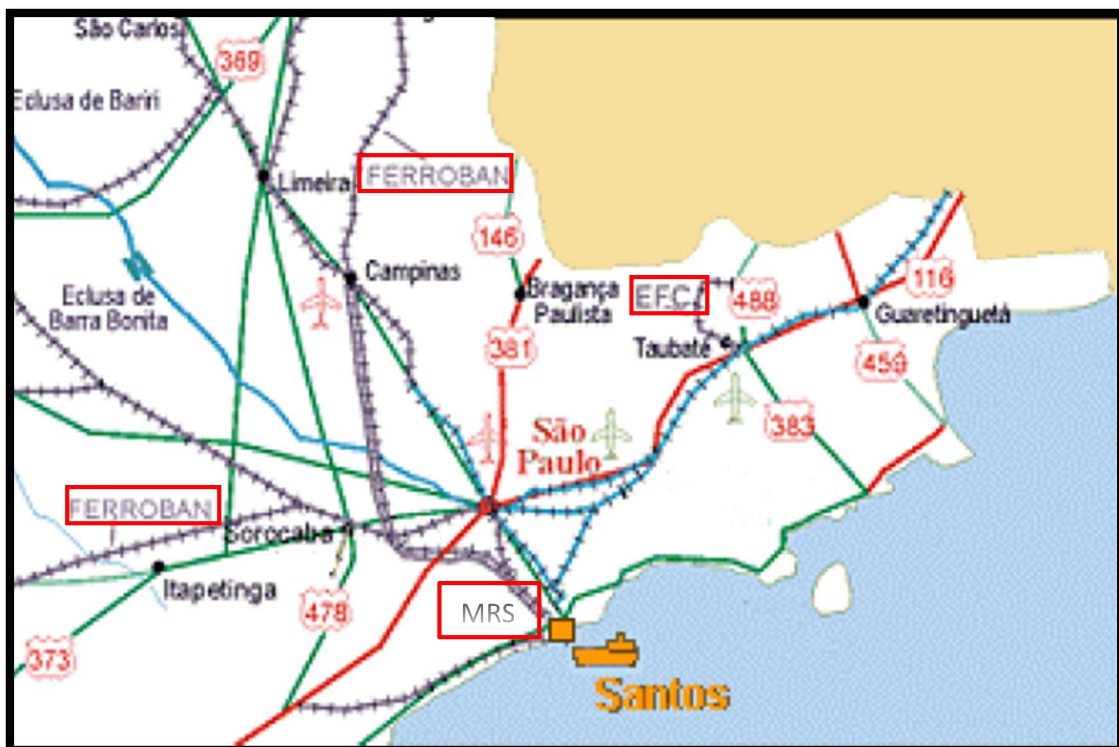 São Carlos
369
Eclusa de Bariri
Limeira
FERROBAN
146
Campinas
Eclusa de
Barra Bonita
Bragança
Paulista
EFCJ
488
116
Guaretinguetá
381
Taubaté
459
383
São
Paulo
FERROBAN
Sorocaba
Itapetinga
478
MRS
373
Santos